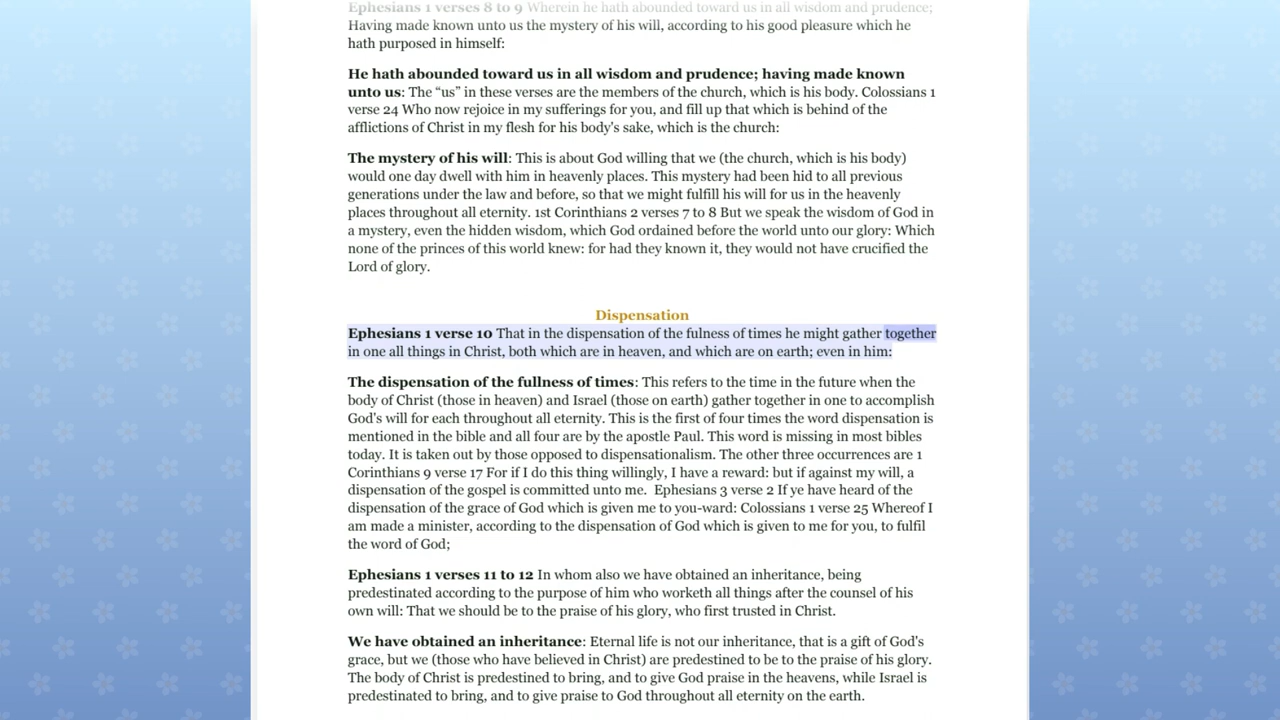 Ephesians 1 verses 8 to 9 Wherein he hath abounded toward us in all wisdom and prudence;
Having made known unto us the mystery of his will, according to his good pleasure which he
hath purposed in himself:
He hath abounded toward us in all wisdom and prudence; having made known
unto us: The “us” in these verses are the members of the church, which is his body. Colossians 1
verse 24 Who now rejoice in my sufferings for you, and fill up that which is behind of the
afflictions of Christ in my flesh for his body's sake, which is the church:
The mystery of his will: This is about God willing that we (the church, which is his body)
would one day dwell with him in heavenly places. This mystery had been hid to all previous
generations under the law and before, so that we might fulfill his will for us in the heavenly
places throughout all eternity. 1st Corinthians 2 verses 7 to 8 But we speak the wisdom of God in
a mystery, even the hidden wisdom, which God ordained before the world unto our glory: Which
none of the princes of this world knew: for had they known it, they would not have crucified the
Lord of glory.
Dispensation
Ephesians 1 verse 10 That in the dispensation of the fulness of times he might gather together
in one all things in Christ, both which are in heaven, and which are on earth; even in him:
The dispensation of the fullness of times: This refers to the time in the future when the
body of Christ (those in heaven) and Israel (those on earth) gather together in one to accomplish
God's will for each throughout all eternity. This is the first of four times the word dispensation is
mentioned in the bible and all four are by the apostle Paul. This word is missing in most bibles
today. It is taken out by those opposed to dispensationalism. The other three occurrences are 1
Corinthians 9 verse 17 For if I do this thing willingly, I have a reward: but if against my will, a
dispensation of the gospel is committed unto me.  Ephesians 3 verse 2 If ye have heard of the
dispensation of the grace of God which is given me to you-ward: Colossians 1 verse 25 Whereof I
am made a minister, according to the dispensation of God which is given to me for you, to fulfil
the word of God;
Ephesians 1 verses 11 to 12 In whom also we have obtained an inheritance, being
predestinated according to the purpose of him who worketh all things after the counsel of his
own will: That we should be to the praise of his glory, who first trusted in Christ.
We have obtained an inheritance: Eternal life is not our inheritance, that is a gift of God's
grace, but we (those who have believed in Christ) are predestined to be to the praise of his glory.
The body of Christ is predestined to bring, and to give God praise in the heavens, while Israel is
predestinated to bring, and to give praise to God throughout all eternity on the earth.